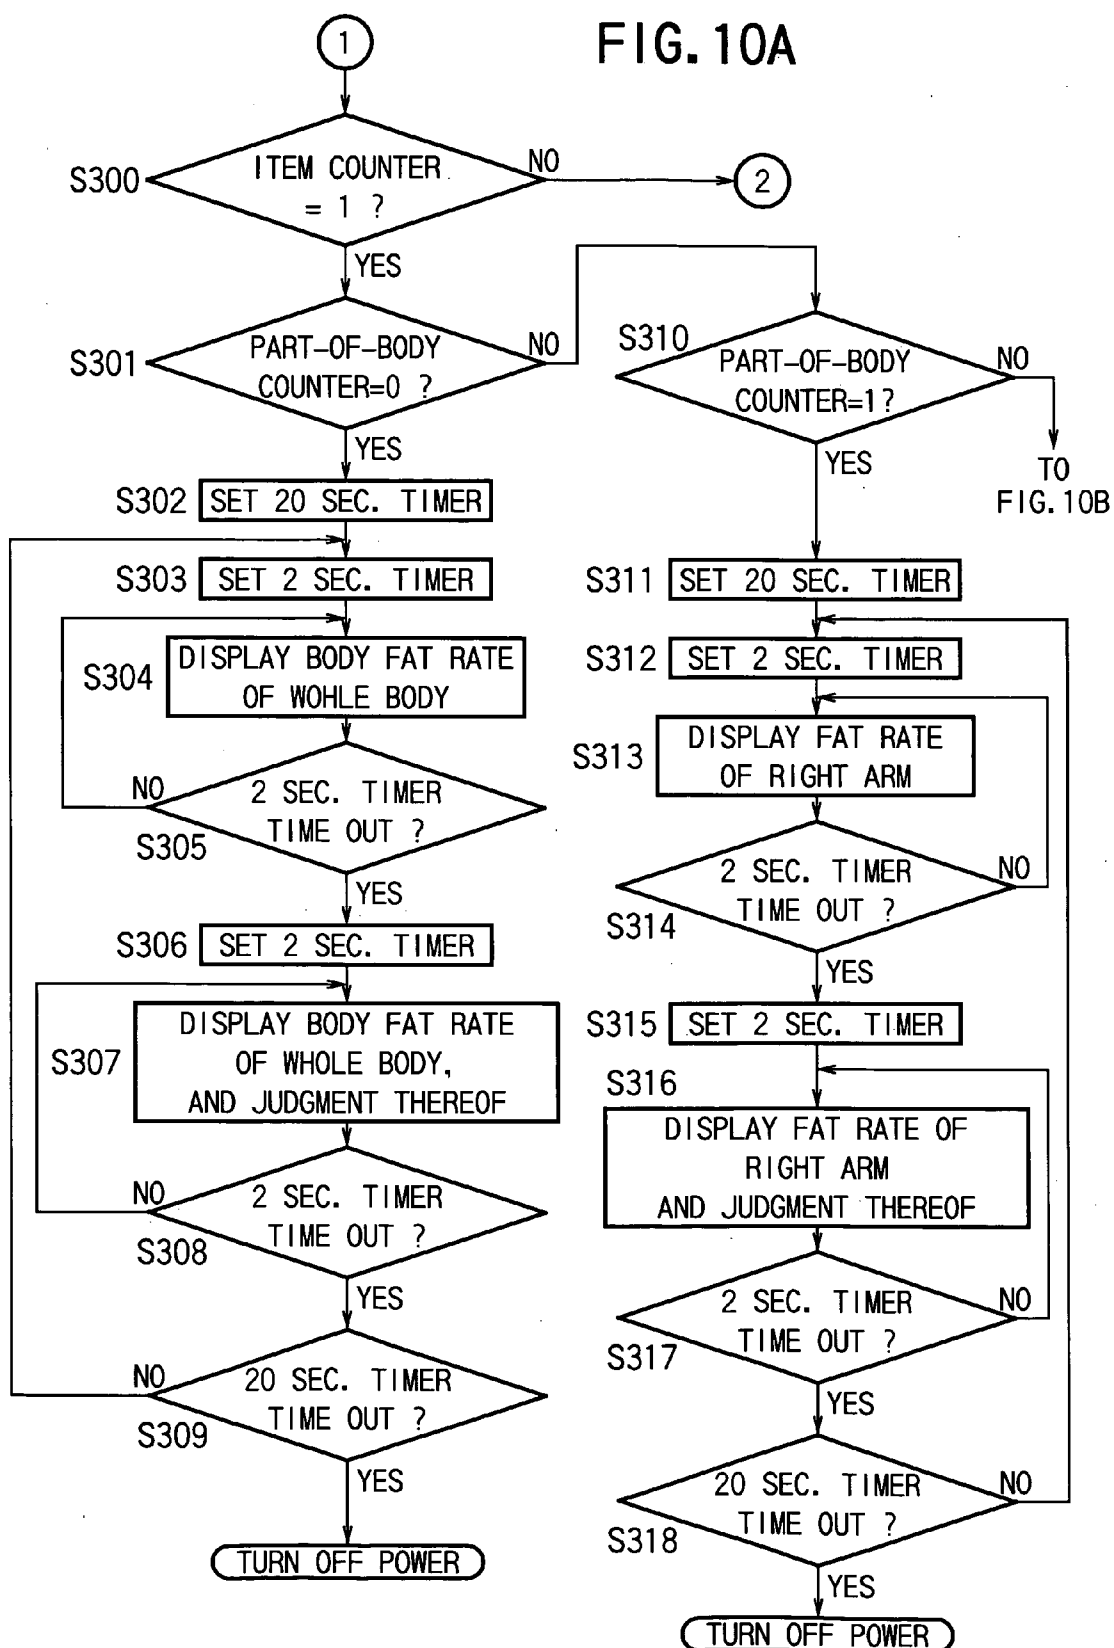 FIG. 10A
1
S300
ITEM COUNTER
= 1 ?
NO
2
YES
S301
PART-OF-BODY
COUNTER=0 ?
NO
YES
S302
SET 20 SEC. TIMER
S303
SET 2 SEC. TIMER
S304
DISPLAY BODY FAT RATE
OF WOHLE BODY
S305
2 SEC. TIMER
TIME OUT ?
NO
YES
S306
SET 2 SEC. TIMER
S307
DISPLAY BODY FAT RATE
OF WHOLE BODY,
AND JUDGMENT THEREOF
S308
2 SEC. TIMER
TIME OUT ?
NO
YES
S309
20 SEC. TIMER
TIME OUT ?
NO
YES
TURN OFF POWER
S310
PART-OF-BODY
COUNTER=1?
NO
TO
FIG. 10B
YES
S311
SET 20 SEC. TIMER
S312
SET 2 SEC. TIMER
S313
DISPLAY FAT RATE
OF RIGHT ARM
S314
2 SEC. TIMER
TIME OUT ?
NO
YES
S315
SET 2 SEC. TIMER
S316
DISPLAY FAT RATE OF
RIGHT ARM
AND JUDGMENT THEREOF
S317
2 SEC. TIMER
TIME OUT ?
NO
YES
S318
20 SEC. TIMER
TIME OUT ?
NO
YES
TURN OFF POWER